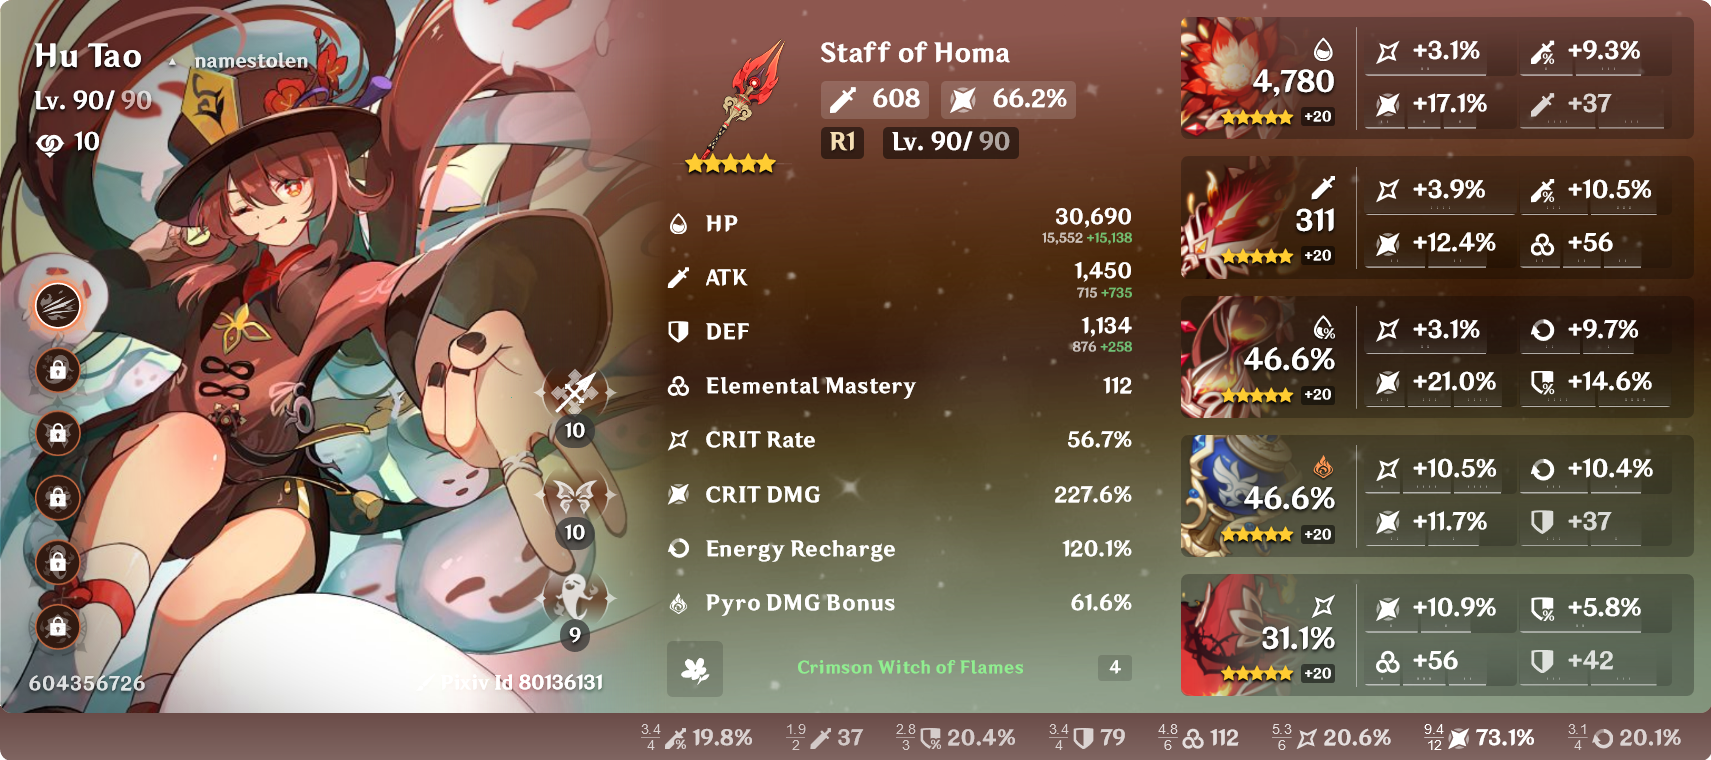 Hu Tao
namestolen
Lv. 90/ 90
10
10
10
9
604356726
Pixiv Id 80136131
Staff of Homa
608
66.2%
R1
Lv. 90/ 90
HP 30,690
15,552 +15,138
ATK 1,450
715 +735
DEF 1,134
876 +258
Elemental Mastery 112
CRIT Rate 56.7%
CRIT DMG 227.6%
Energy Recharge 120.1%
Pyro DMG Bonus 61.6%
Crimson Witch of Flames 4
4,780
+20
+3.1% +9.3%
+17.1% +37
311
+20
+3.9% +10.5%
+12.4% +56
46.6%
+20
+3.1% +9.7%
+21.0% +14.6%
46.6%
+20
+10.5% +10.4%
+11.7% +37
31.1%
+20
+10.9% +5.8%
+56 +42
3.4/4 19.8% 1.9/2 37 2.8/3 20.4% 3.4/4 79 4.8/6 112 5.3/6 20.6% 9.4/12 73.1% 3.1/4 20.1%